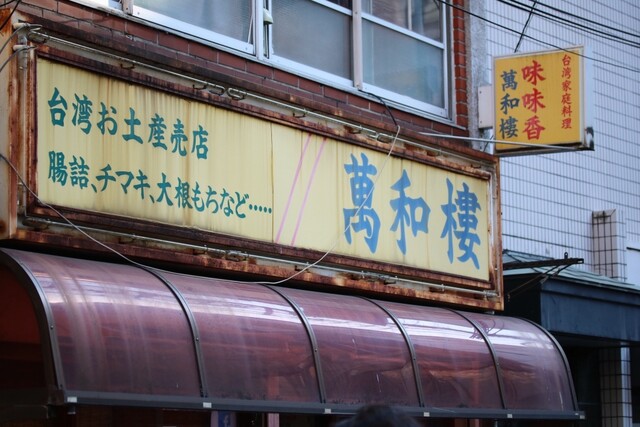 台湾お土産売店
腸詰、チマキ、大根もちなど.....
萬和樓
台湾家庭料理
味味香
萬和楼